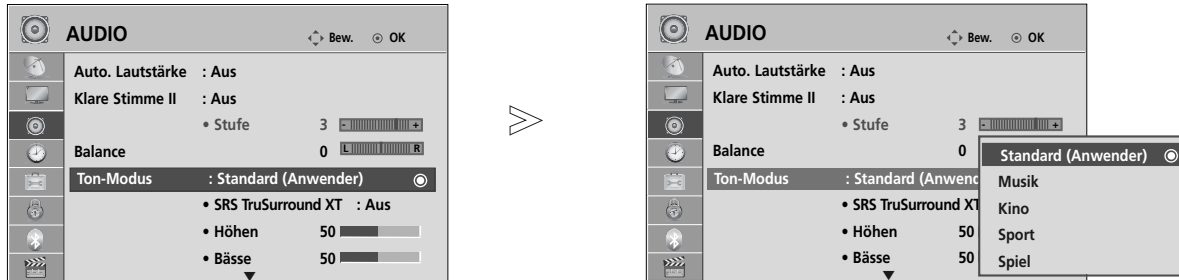 AUDIO Bew. OK
Auto. Lautstärke : Aus
Klare Stimme II : Aus
• Stufe 3 - +
Balance 0 L R
Ton-Modus : Standard (Anwender)
• SRS TruSurround XT : Aus
• Höhen 50
• Bässe 50
AUDIO Bew. OK
Auto. Lautstärke : Aus
Klare Stimme II : Aus
• Stufe 3 - +
Balance 0
Ton-Modus : Standard (Anwend
• SRS TruSurround XT
• Höhen 50
• Bässe 50
Standard (Anwender)
Musik
Kino
Sport
Spiel